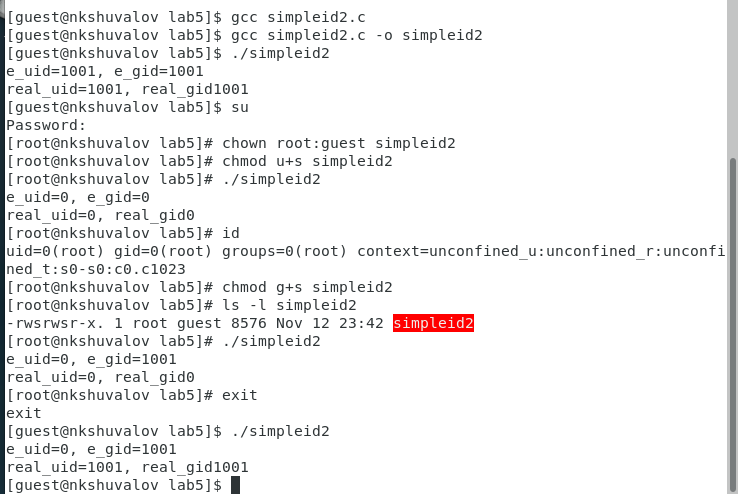 [guest@nkshuvalov lab5]$ gcc simpleid2.c
[guest@nkshuvalov lab5]$ gcc simpleid2.c -o simpleid2
[guest@nkshuvalov lab5]$ ./simpleid2
e_uid=1001, e_gid=1001
real_uid=1001, real_gid1001
[guest@nkshuvalov lab5]$ su
Password:
[root@nkshuvalov lab5]# chown root:guest simpleid2
[root@nkshuvalov lab5]# chmod u+s simpleid2
[root@nkshuvalov lab5]# ./simpleid2
e_uid=0, e_gid=0
real_uid=0, real_gid0
[root@nkshuvalov lab5]# id
uid=0(root) gid=0(root) groups=0(root) context=unconfined_u:unconfined_r:unconfi
ned_t:s0-s0:c0.c1023
[root@nkshuvalov lab5]# chmod g+s simpleid2
[root@nkshuvalov lab5]# ls -l simpleid2
-rwsrwsr-x. 1 root guest 8576 Nov 12 23:42 simpleid2
[root@nkshuvalov lab5]# ./simpleid2
e_uid=0, e_gid=1001
real_uid=0, real_gid0
[root@nkshuvalov lab5]# exit
exit
[guest@nkshuvalov lab5]$ ./simpleid2
e_uid=0, e_gid=1001
real_uid=1001, real_gid1001
[guest@nkshuvalov lab5]$